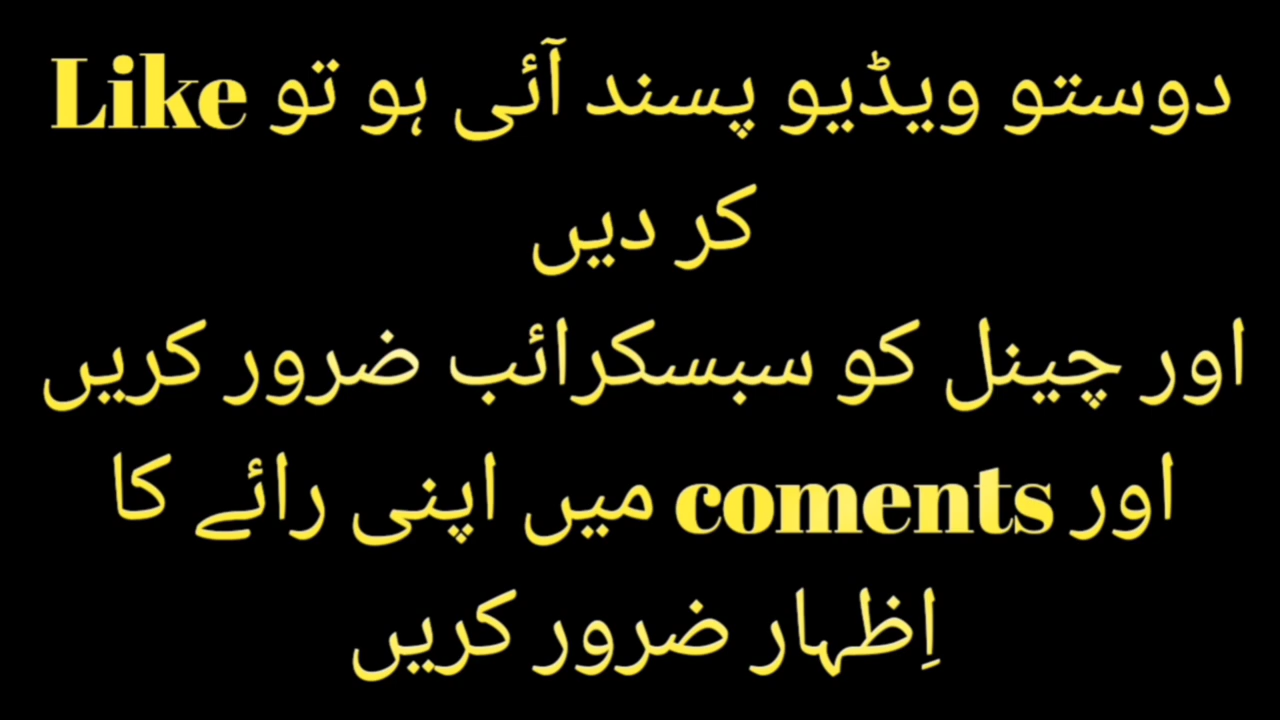 دوستو ویڈیو پسند آئی ہو تو Like
کر دیں
اور چینل کو سبسکرائب ضرور کریں
اور coments میں اپنی رائے کا
اِظہار ضرور کریں